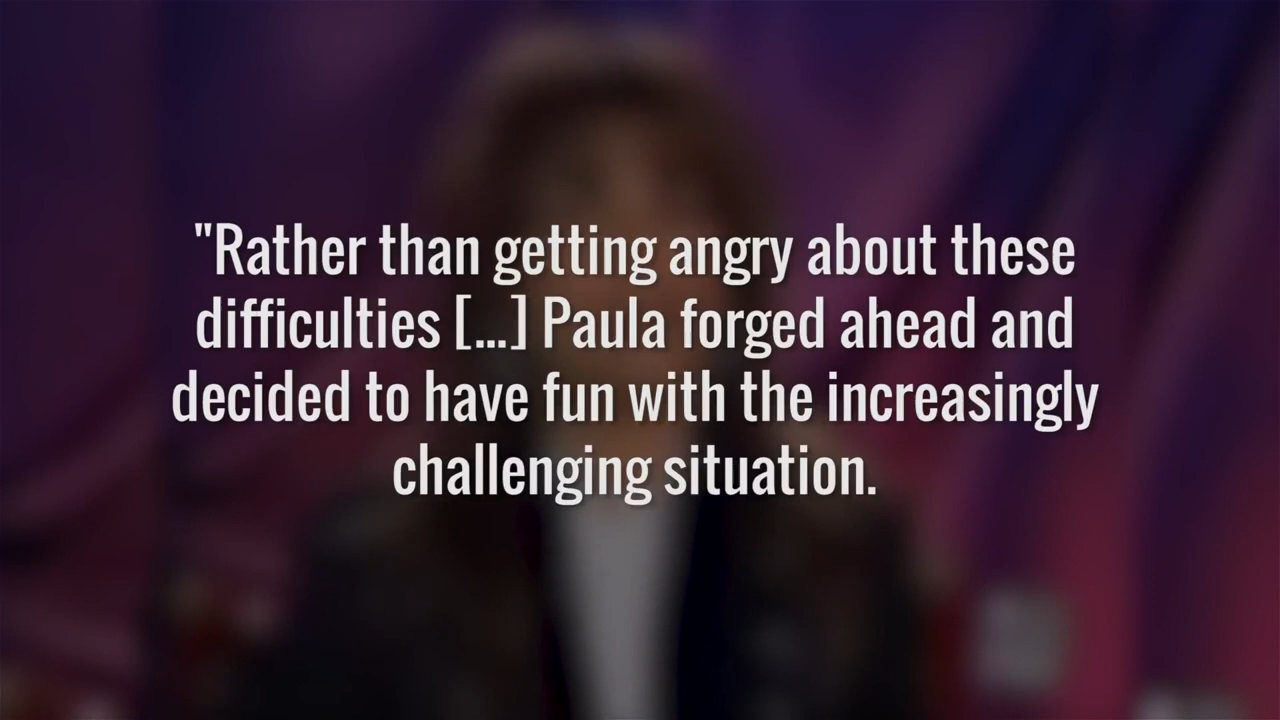 "Rather than getting angry about these
difficulties [...] Paula forged ahead and
decided to have fun with the increasingly
challenging situation.